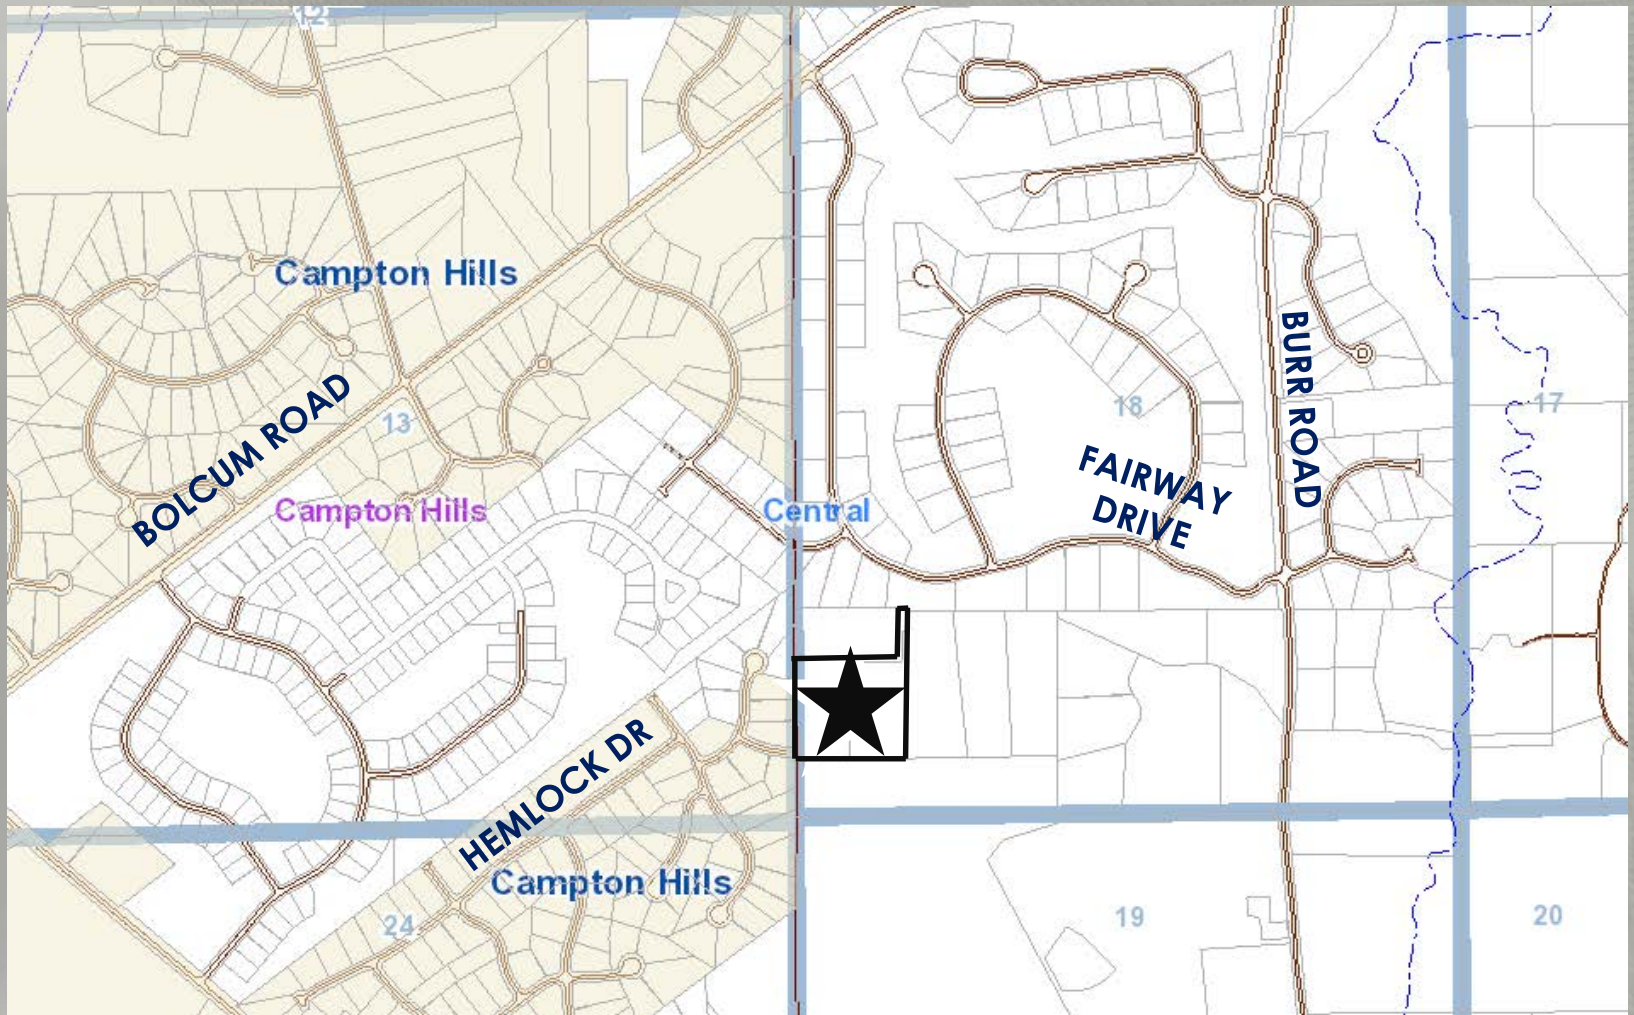 12
Campton Hills
BURR ROAD
BOLCUM ROAD
13
18
17
FAIRWAY
DRIVE
Campton Hills
Central
HEMLOCK DR
Campton Hills
24
19
20